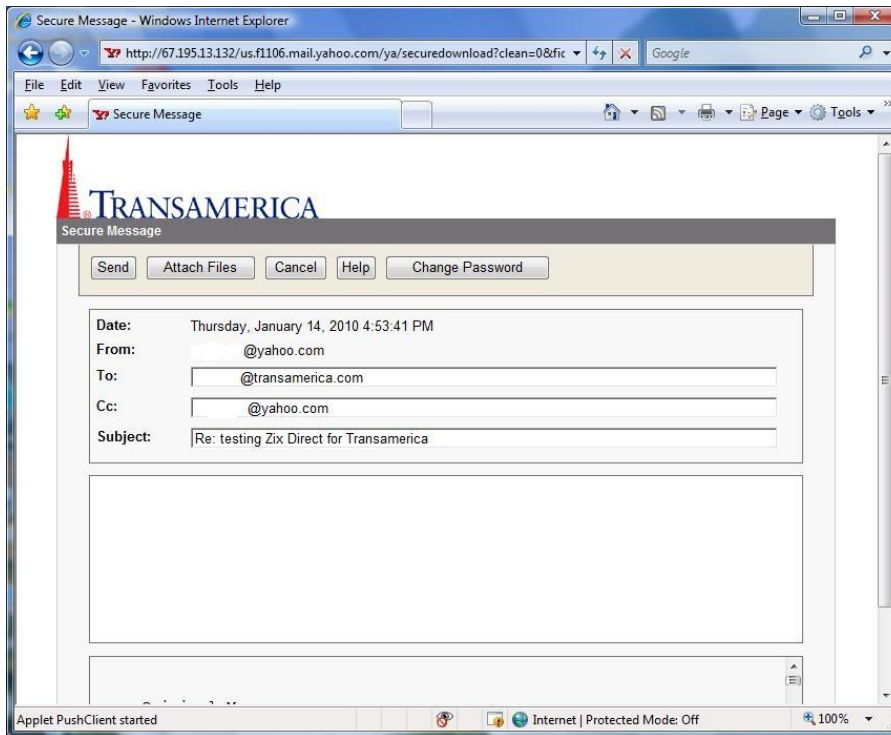 Secure Message - Windows Internet Explorer
http://67.195.13.132/us.f1106.mail.yahoo.com/ya/securedownload?clean=0&fic
Google
File Edit View Favorites Tools Help
Secure Message
Page Tools
TRANSAMERICA
Secure Message
Send Attach Files Cancel Help Change Password
Date: Thursday, January 14, 2010 4:53:41 PM
From: @yahoo.com
To: @transamerica.com
Cc: @yahoo.com
Subject: Re: testing Zix Direct for Transamerica
Applet PushClient started
Internet | Protected Mode: Off
100%